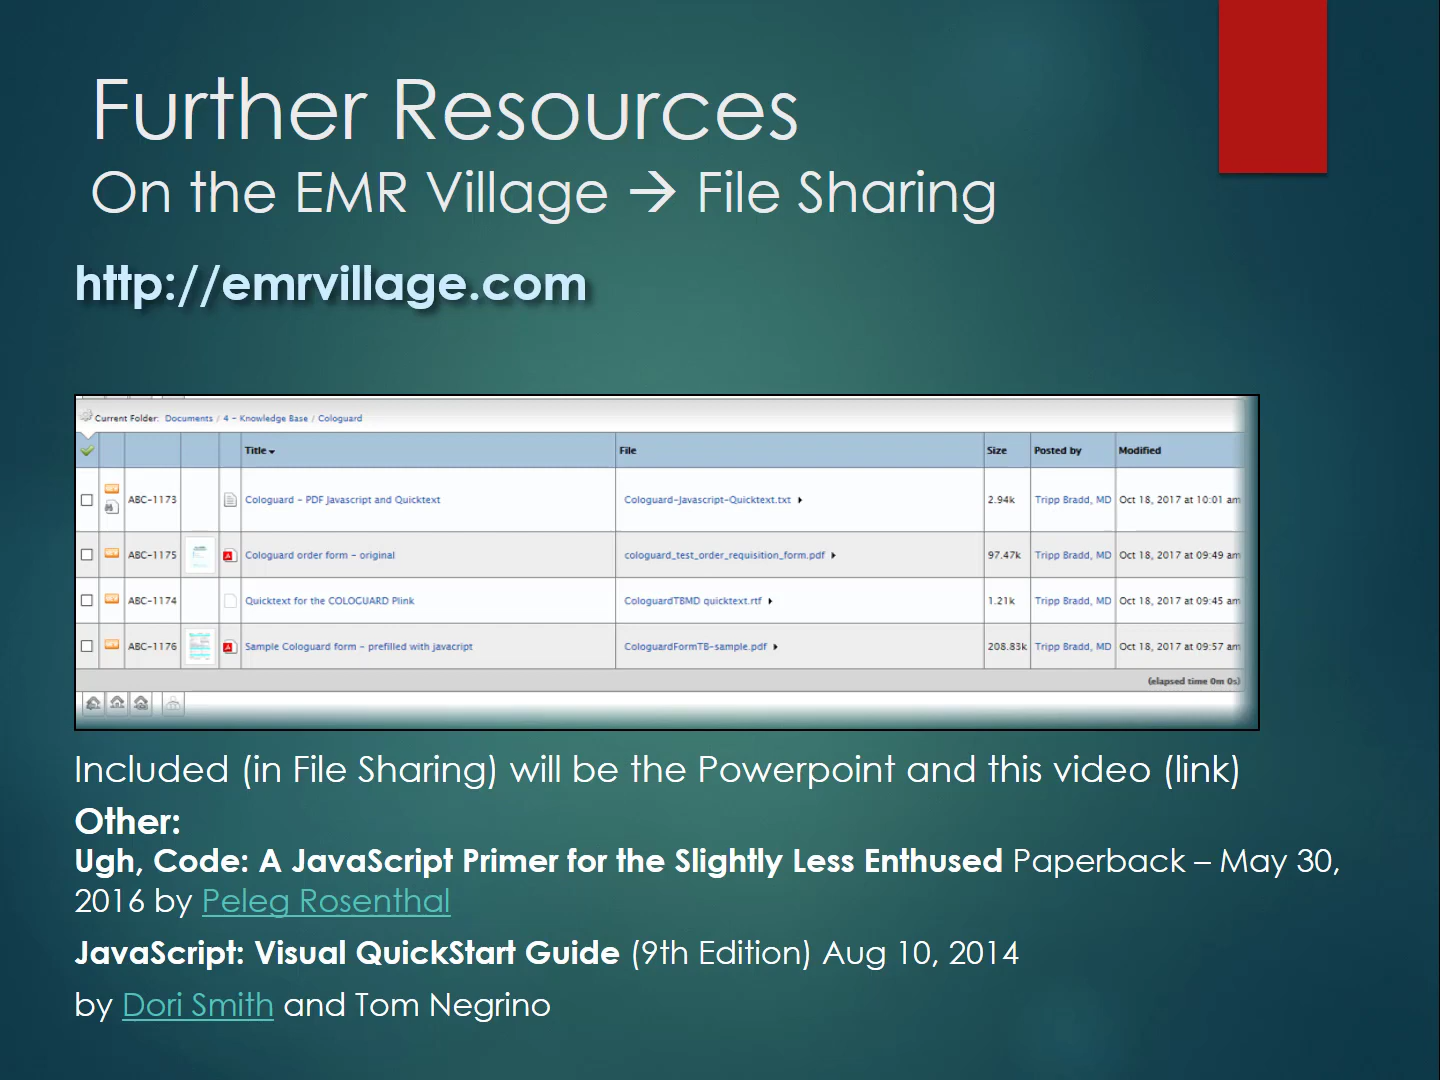 Further Resources
On the EMR Village → File Sharing
http://emrvillage.com
Current Folder: Documents / 4 - Knowledge Base / Cologuard
Title File Size Posted by Modified
ABC-1173 Cologuard - PDF Javascript and Quicktext Cologuard-Javascript-Quicktext.txt 2.94k Tripp Bradd, MD Oct 18, 2017 at 10:01 am
ABC-1175 Cologuard order form - original cologuard_test_order_requisition_form.pdf 97.47k Tripp Bradd, MD Oct 18, 2017 at 09:49 am
ABC-1174 Quicktext for the COLOGUARD Plink CologuardTBMD quicktext.rtf 1.21k Tripp Bradd, MD Oct 18, 2017 at 09:45 am
ABC-1176 Sample Cologuard form - prefilled with javacript CologuardFormTB-sample.pdf 208.83k Tripp Bradd, MD Oct 18, 2017 at 09:57 am
(elapsed time 0m 0s)
Included (in File Sharing) will be the Powerpoint and this video (link)
Other:
Ugh, Code: A JavaScript Primer for the Slightly Less Enthused Paperback – May 30,
2016 by Peleg Rosenthal
JavaScript: Visual QuickStart Guide (9th Edition) Aug 10, 2014
by Dori Smith and Tom Negrino